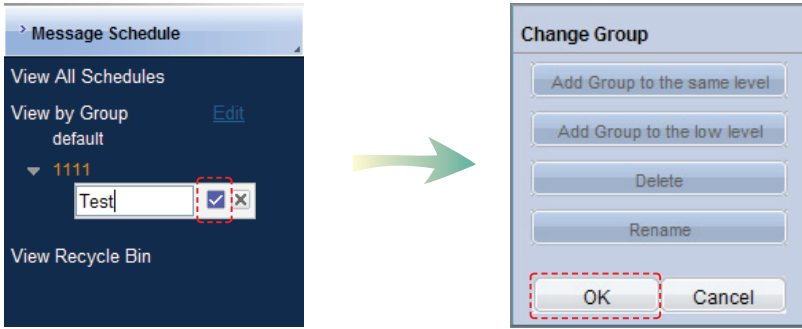 Message Schedule
View All Schedules
View by Group Edit
default
1111
Test
View Recycle Bin
Change Group
Add Group to the same level
Add Group to the low level
Delete
Rename
OK Cancel